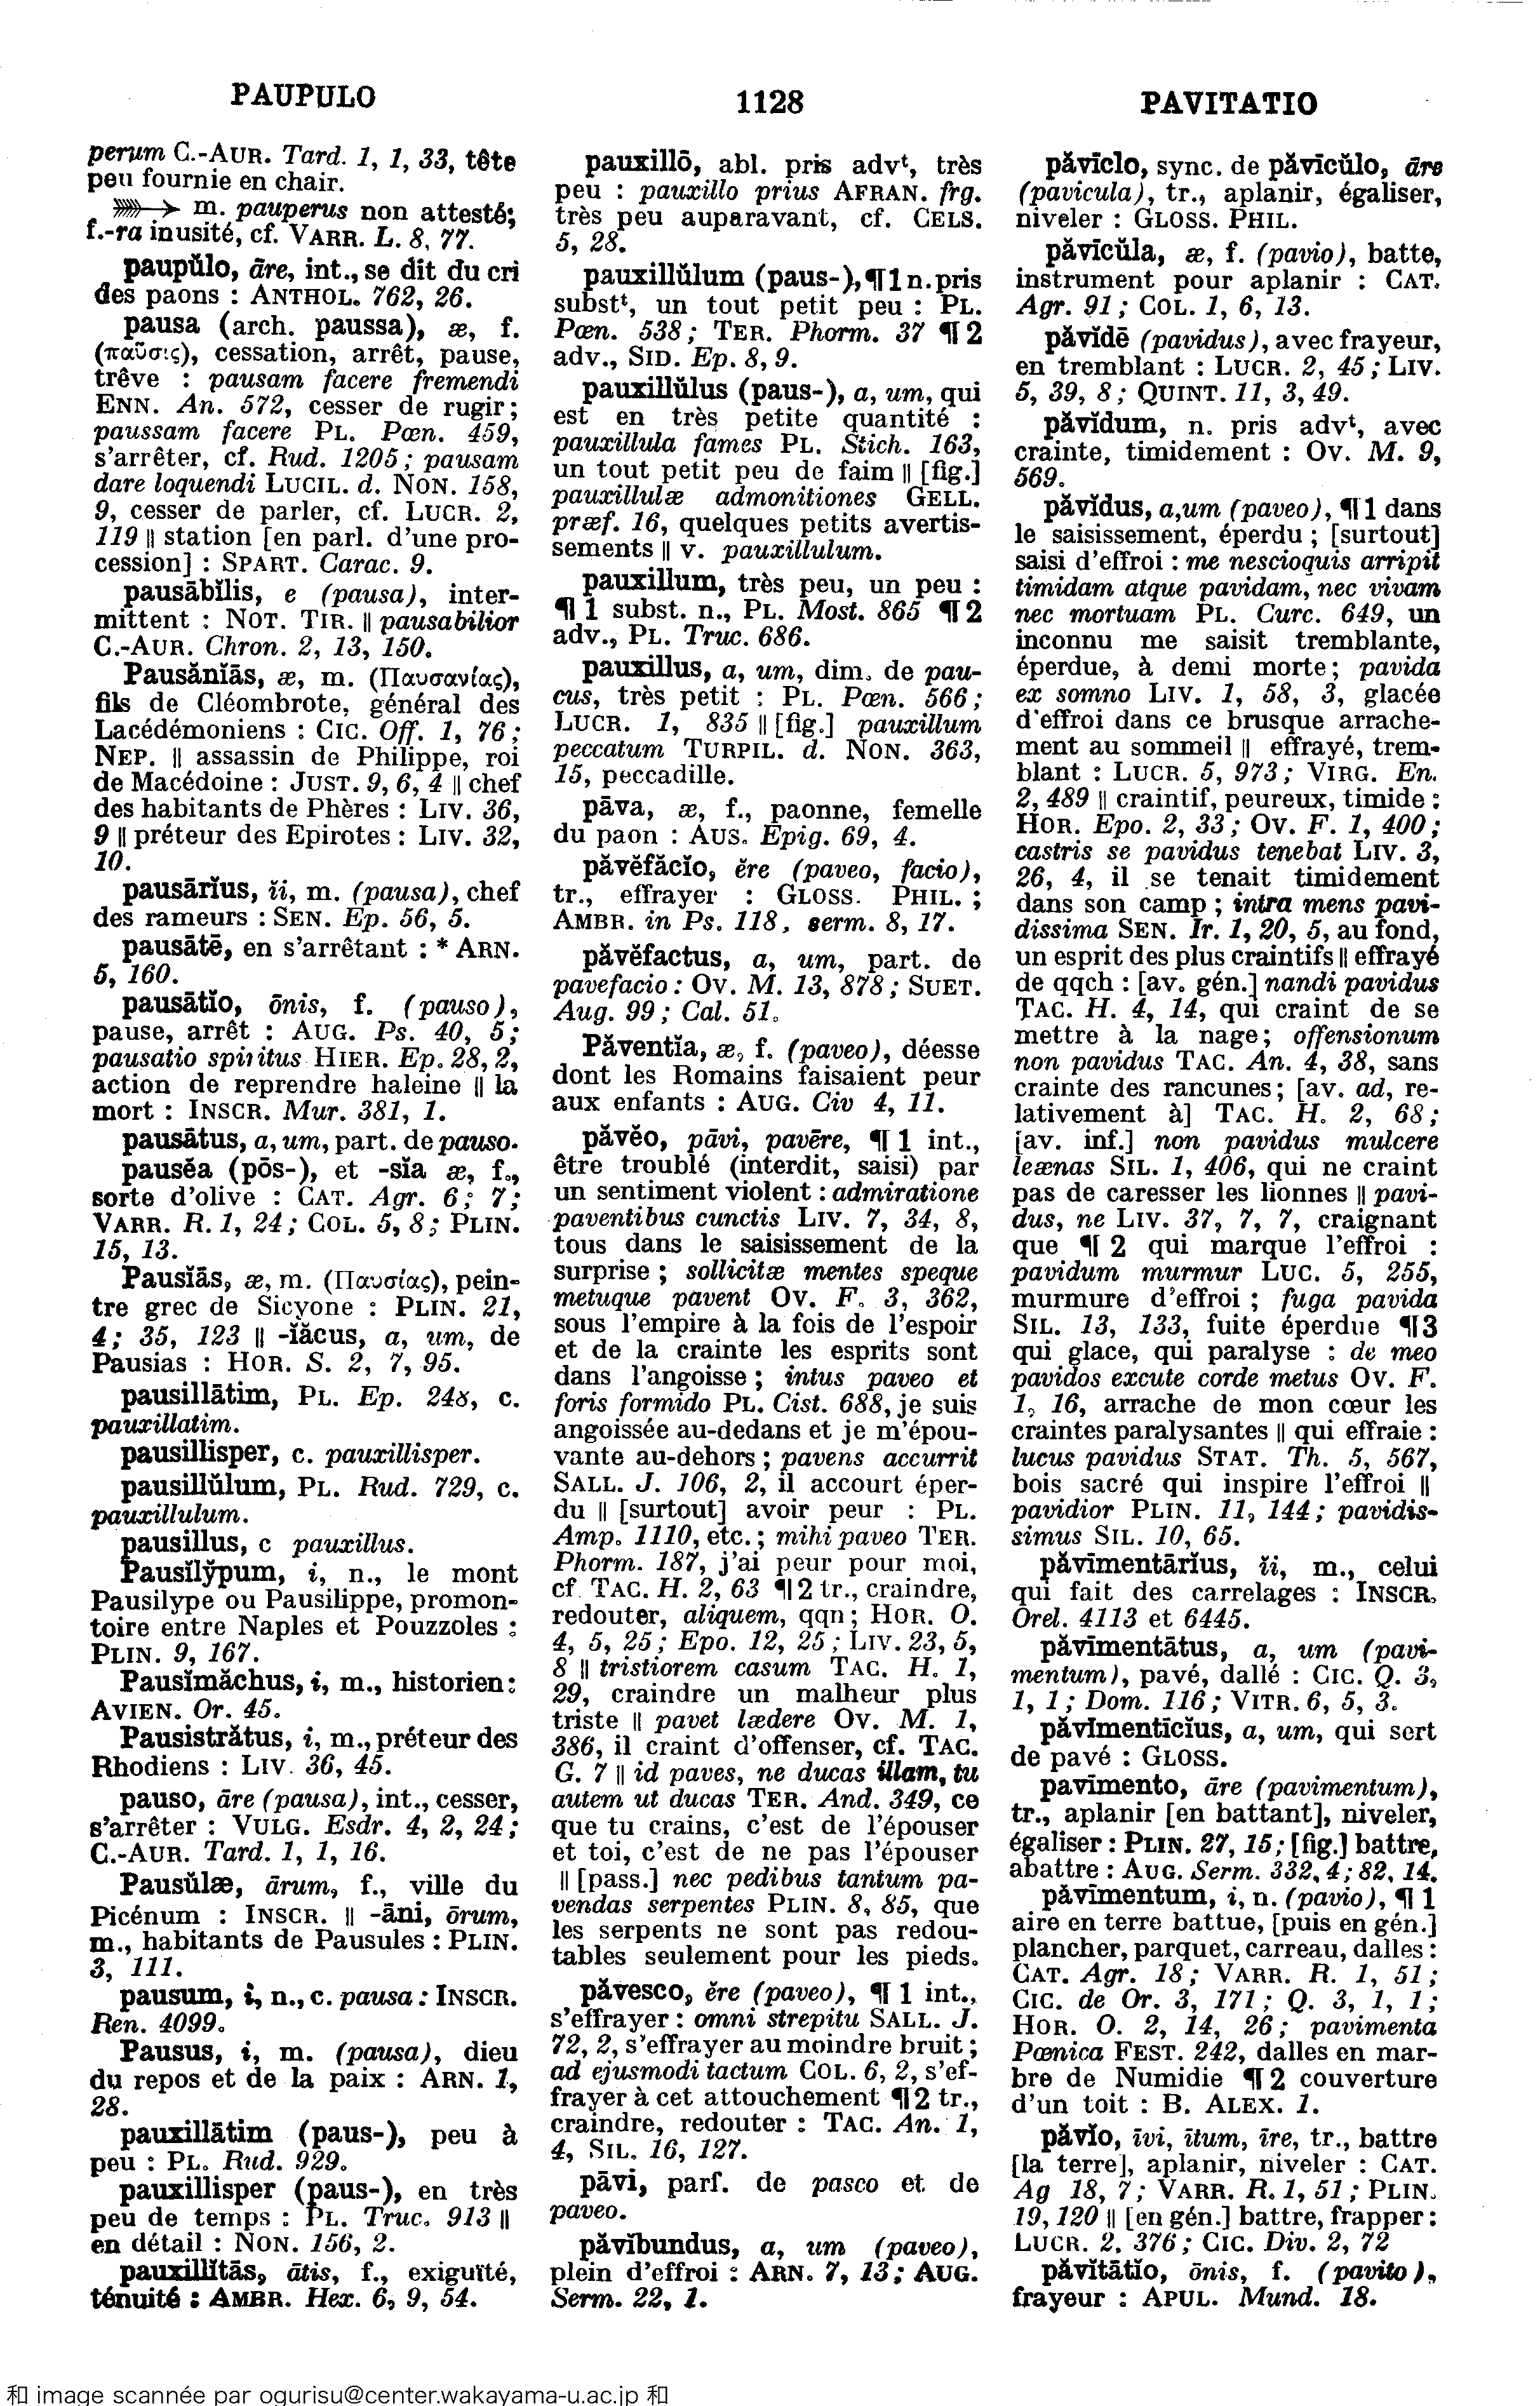 PAUPULO
1128
PAVITATIO
perum C.-AUR. Tard. 1, 1, 33, tête
peu fournie en chair.
m. pauperus non attesté;
f.-ra inusité, cf. VARR. L. 8, 77.
paupŭlo, āre, int., se dit du cri
des paons : ANTHOL. 762, 26.
pausa (arch. paussa), æ, f.
(παῦσις), cessation, arrêt, pause,
trêve : pausam facere fremendi
ENN. An. 572, cesser de rugir;
paussam facere PL. Pœn. 459,
s'arrêter, cf. Rud. 1205; pausam
dare loquendi LUCIL. d. NON. 158,
9, cesser de parler, cf. LUCR. 2,
119 || station [en parl. d'une pro-
cession] : SPART. Carac. 9.
pausābĭlis, e (pausa), inter-
mittent : NOT. TIR. || pausabilior
C.-AUR. Chron. 2, 13, 150.
Pausănĭās, æ, m. (Παυσανίας),
fils de Cléombrote, général des
Lacédémoniens : CIC. Off. 1, 76;
NEP. || assassin de Philippe, roi
de Macédoine : JUST. 9, 6, 4 || chef
des habitants de Phères : LIV. 36,
9 || préteur des Epirotes : LIV. 32,
10.
pausārĭus, ĭi, m. (pausa), chef
des rameurs : SEN. Ep. 56, 5.
pausātē, en s'arrêtant : * ARN.
5, 160.
pausātĭo, ōnis, f. (pauso),
pause, arrêt : AUG. Ps. 40, 5;
pausatio spiritus HIER. Ep. 28, 2,
action de reprendre haleine || la
mort : INSCR. Mur. 381, 1.
pausātus, a, um, part. de pauso.
pausĕa (pōs-), et -sĭa æ, f.,
sorte d'olive : CAT. Agr. 6; 7;
VARR. R. 1, 24; COL. 5, 8; PLIN.
15, 13.
Pausĭās, æ, m. (Παυσίας), pein-
tre grec de Sicyone : PLIN. 21,
4; 35, 123 || -ĭăcus, a, um, de
Pausias : HOR. S. 2, 7, 95.
pausillātim, PL. Ep. 248, c.
pauxillatim.
pausillisper, c. pauxillisper.
pausillŭlum, PL. Rud. 729, c.
pauxillulum.
pausillus, c pauxillus.
Pausĭlȳpum, i, n., le mont
Pausilype ou Pausilippe, promon-
toire entre Naples et Pouzzoles :
PLIN. 9, 167.
Pausĭmăchus, i, m., historien:
AVIEN. Or. 45.
Pausistrătus, i, m., préteur des
Rhodiens : LIV. 36, 45.
pauso, āre (pausa), int., cesser,
s'arrêter : VULG. Esdr. 4, 2, 24;
C.-AUR. Tard. 1, 1, 16.
Pausŭlæ, ārum, f., ville du
Picénum : INSCR. || -āni, ōrum,
m., habitants de Pausules : PLIN.
3, 111.
pausum, i, n., c. pausa : INSCR.
Ren. 4099.
Pausus, i, m. (pausa), dieu
du repos et de la paix : ARN. 1,
28.
pauxillātim (paus-), peu à
peu : PL. Rud. 929.
pauxillisper (paus-), en très
peu de temps : PL. Truc. 913 ||
en détail : NON. 156, 2.
pauxillĭtās, ātis, f., exiguïté,
ténuité : AMBR. Hex. 6, 9, 54.
pauxillō, abl. pris advᵗ, très
peu : pauxillo prius AFRAN. frg.
très peu auparavant, cf. CELS.
5, 28.
pauxillŭlum (paus-), ¶ 1 n. pris
substᵗ, un tout petit peu : PL.
Pœn. 538; TER. Phorm. 37 ¶ 2
adv., SID. Ep. 8, 9.
pauxillŭlus (paus-), a, um, qui
est en très petite quantité :
pauxillula fames PL. Stich. 163,
un tout petit peu de faim || [fig.]
pauxillulæ admonitiones GELL.
præf. 16, quelques petits avertis-
sements || v. pauxillulum.
pauxillum, très peu, un peu :
¶ 1 subst. n., PL. Most. 865 ¶ 2
adv., PL. Truc. 686.
pauxillus, a, um, dim. de pau-
cus, très petit : PL. Pœn. 566;
LUCR. 1, 835 || [fig.] pauxillum
peccatum TURPIL. d. NON. 363,
15, peccadille.
pāva, æ, f., paonne, femelle
du paon : AUS. Epig. 69, 4.
păvĕfăcĭo, ĕre (paveo, facio),
tr., effrayer : GLOSS. PHIL. ;
AMBR. in Ps. 118, serm. 8, 17.
păvĕfactus, a, um, part. de
pavefacio : OV. M. 13, 878; SUET.
Aug. 99; Cal. 51.
Păventĭa, æ, f. (paveo), déesse
dont les Romains faisaient peur
aux enfants : AUG. Civ 4, 11.
păvĕo, pāvi, pavēre, ¶ 1 int.,
être troublé (interdit, saisi) par
un sentiment violent : admiratione
paventibus cunctis LIV. 7, 34, 8,
tous dans le saisissement de la
surprise ; sollicitæ mentes speque
metuque pavent OV. F. 3, 362,
sous l'empire à la fois de l'espoir
et de la crainte les esprits sont
dans l'angoisse ; intus paveo et
foris formido PL. Cist. 688, je suis
angoissée au-dedans et je m'épou-
vante au-dehors ; pavens accurrit
SALL. J. 106, 2, il accourt éper-
du || [surtout] avoir peur : PL.
Amp. 1110, etc. ; mihi paveo TER.
Phorm. 187, j'ai peur pour moi,
cf. TAC. H. 2, 63 ¶ 2 tr., craindre,
redouter, aliquem, qqn; HOR. O.
4, 5, 25; Epo. 12, 25; LIV. 23, 5,
8 || tristiorem casum TAC. H. 1,
29, craindre un malheur plus
triste || pavet lædere OV. M. 1,
386, il craint d'offenser, cf. TAC.
G. 7 || id paves, ne ducas illam, tu
autem ut ducas TER. And. 349, ce
que tu crains, c'est de l'épouser
et toi, c'est de ne pas l'épouser
|| [pass.] nec pedibus tantum pa-
vendas serpentes PLIN. 8, 85, que
les serpents ne sont pas redou-
tables seulement pour les pieds.
păvesco, ĕre (paveo), ¶ 1 int.,
s'effrayer : omni strepitu SALL. J.
72, 2, s'effrayer au moindre bruit ;
ad ejusmodi tactum COL. 6, 2, s'ef-
frayer à cet attouchement ¶ 2 tr.,
craindre, redouter : TAC. An. 1,
4, SIL. 16, 127.
pāvi, parf. de pasco et de
paveo.
păvĭbundus, a, um (paveo),
plein d'effroi : ARN. 7, 13; AUG.
Serm. 22, 1.
păvīclo, sync. de păvīcŭlo, āre
(pavicula), tr., aplanir, égaliser,
niveler : GLOSS. PHIL.
păvīcŭla, æ, f. (pavio), batte,
instrument pour aplanir : CAT.
Agr. 91; COL. 1, 6, 13.
păvĭdē (pavidus), avec frayeur,
en tremblant : LUCR. 2, 45; LIV.
5, 39, 8; QUINT. 11, 3, 49.
păvĭdum, n. pris advᵗ, avec
crainte, timidement : OV. M. 9,
569.
păvĭdus, a, um (paveo), ¶ 1 dans
le saisissement, éperdu ; [surtout]
saisi d'effroi : me nescioquis arripit
timidam atque pavidam, nec vivam
nec mortuam PL. Curc. 649, un
inconnu me saisit tremblante,
éperdue, à demi morte; pavida
ex somno LIV. 1, 58, 3, glacée
d'effroi dans ce brusque arrache-
ment au sommeil || effrayé, trem-
blant : LUCR. 5, 973; VIRG. En.
2, 489 || craintif, peureux, timide :
HOR. Epo. 2, 33; OV. F. 1, 400;
castris se pavidus tenebat LIV. 3,
26, 4, il se tenait timidement
dans son camp ; intra mens pavi-
dissima SEN. Ir. 1, 20, 5, au fond,
un esprit des plus craintifs || effrayé
de qqch : [av. gén.] nandi pavidus
TAC. H. 4, 14, qui craint de se
mettre à la nage; offensionum
non pavidus TAC. An. 4, 38, sans
crainte des rancunes; [av. ad, re-
lativement à] TAC. H. 2, 68;
[av. inf.] non pavidus mulcere
leænas SIL. 1, 406, qui ne craint
pas de caresser les lionnes || pavi-
dus, ne LIV. 37, 7, 7, craignant
que ¶ 2 qui marque l'effroi :
pavidum murmur LUC. 5, 255,
murmure d'effroi ; fuga pavida
SIL. 13, 133, fuite éperdue ¶ 3
qui glace, qui paralyse : de meo
pavidos excute corde metus OV. F.
1, 16, arrache de mon cœur les
craintes paralysantes || qui effraie :
lucus pavidus STAT. Th. 5, 567,
bois sacré qui inspire l'effroi ||
pavidior PLIN. 11, 144; pavidis-
simus SIL. 10, 65.
păvīmentārĭus, ĭi, m., celui
qui fait des carrelages : INSCR.
Orel. 4113 et 6445.
păvīmentātus, a, um (pavi-
mentum), pavé, dallé : CIC. Q. 3,
1, 1; Dom. 116; VITR. 6, 5, 3.
păvīmenticĭus, a, um, qui sert
de pavé : GLOSS.
pavīmento, āre (pavimentum),
tr., aplanir [en battant], niveler,
égaliser : PLIN. 27, 15; [fig.] battre,
abattre : AUG. Serm. 332, 4; 82, 14.
păvīmentum, i, n. (pavio), ¶ 1
aire en terre battue, [puis en gén.]
plancher, parquet, carreau, dalles :
CAT. Agr. 18; VARR. R. 1, 51;
CIC. de Or. 3, 171; Q. 3, 1, 1;
HOR. O. 2, 14, 26; pavimenta
Pœnica FEST. 242, dalles en mar-
bre de Numidie ¶ 2 couverture
d'un toit : B. ALEX. 1.
păvĭo, īvi, ītum, īre, tr., battre
[la terre], aplanir, niveler : CAT.
Ag 18, 7; VARR. R. 1, 51; PLIN.
19, 120 || [en gén.] battre, frapper :
LUCR. 2, 376; CIC. Div. 2, 72
păvĭtātĭo, ōnis, f. (pavito),
frayeur : APUL. Mund. 18.
和 image scannée par ogurisu@center.wakayama-u.ac.jp 和